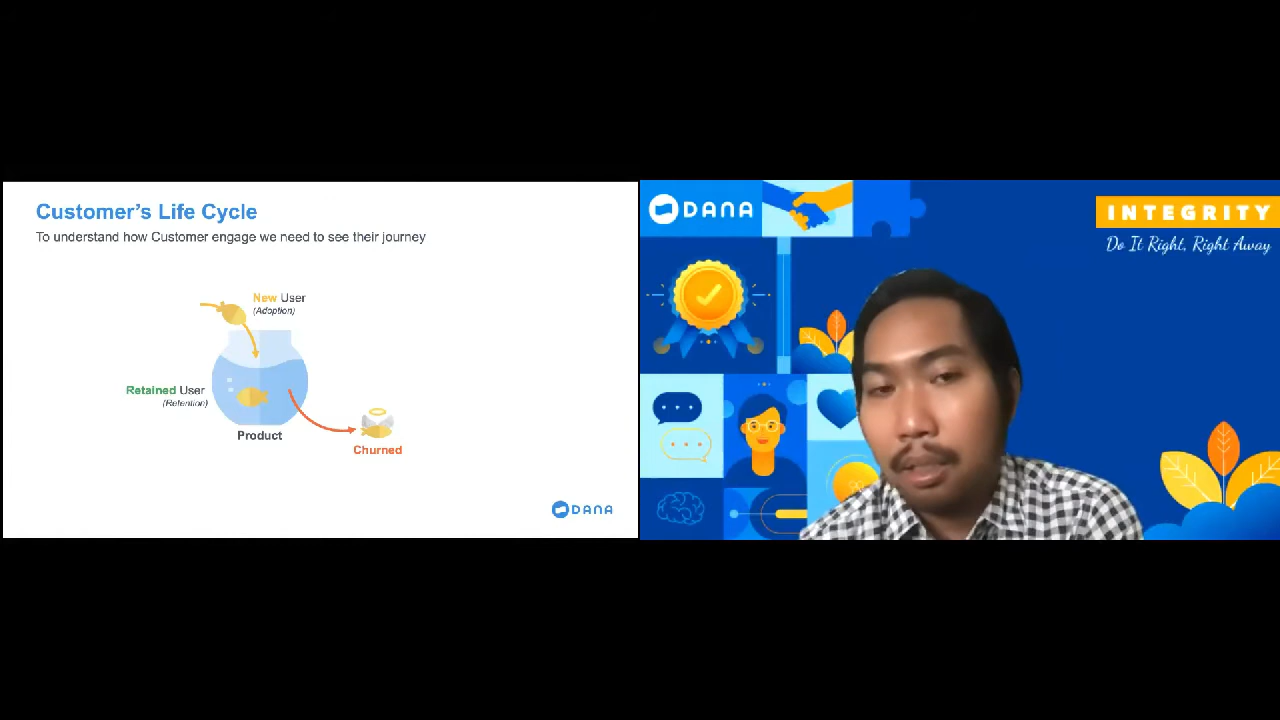 Customer's Life Cycle
To understand how Customer engage we need to see their journey
New User
(Adoption)
Retained User
(Retention)
Product
Churned
DANA
DANA
INTEGRITY
Do It Right, Right Away